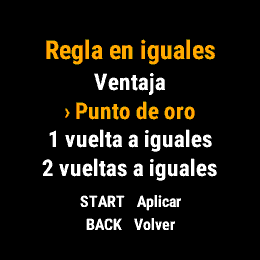 Regla en iguales
Ventaja
› Punto de oro
1 vuelta a iguales
2 vueltas a iguales
START Aplicar
BACK Volver